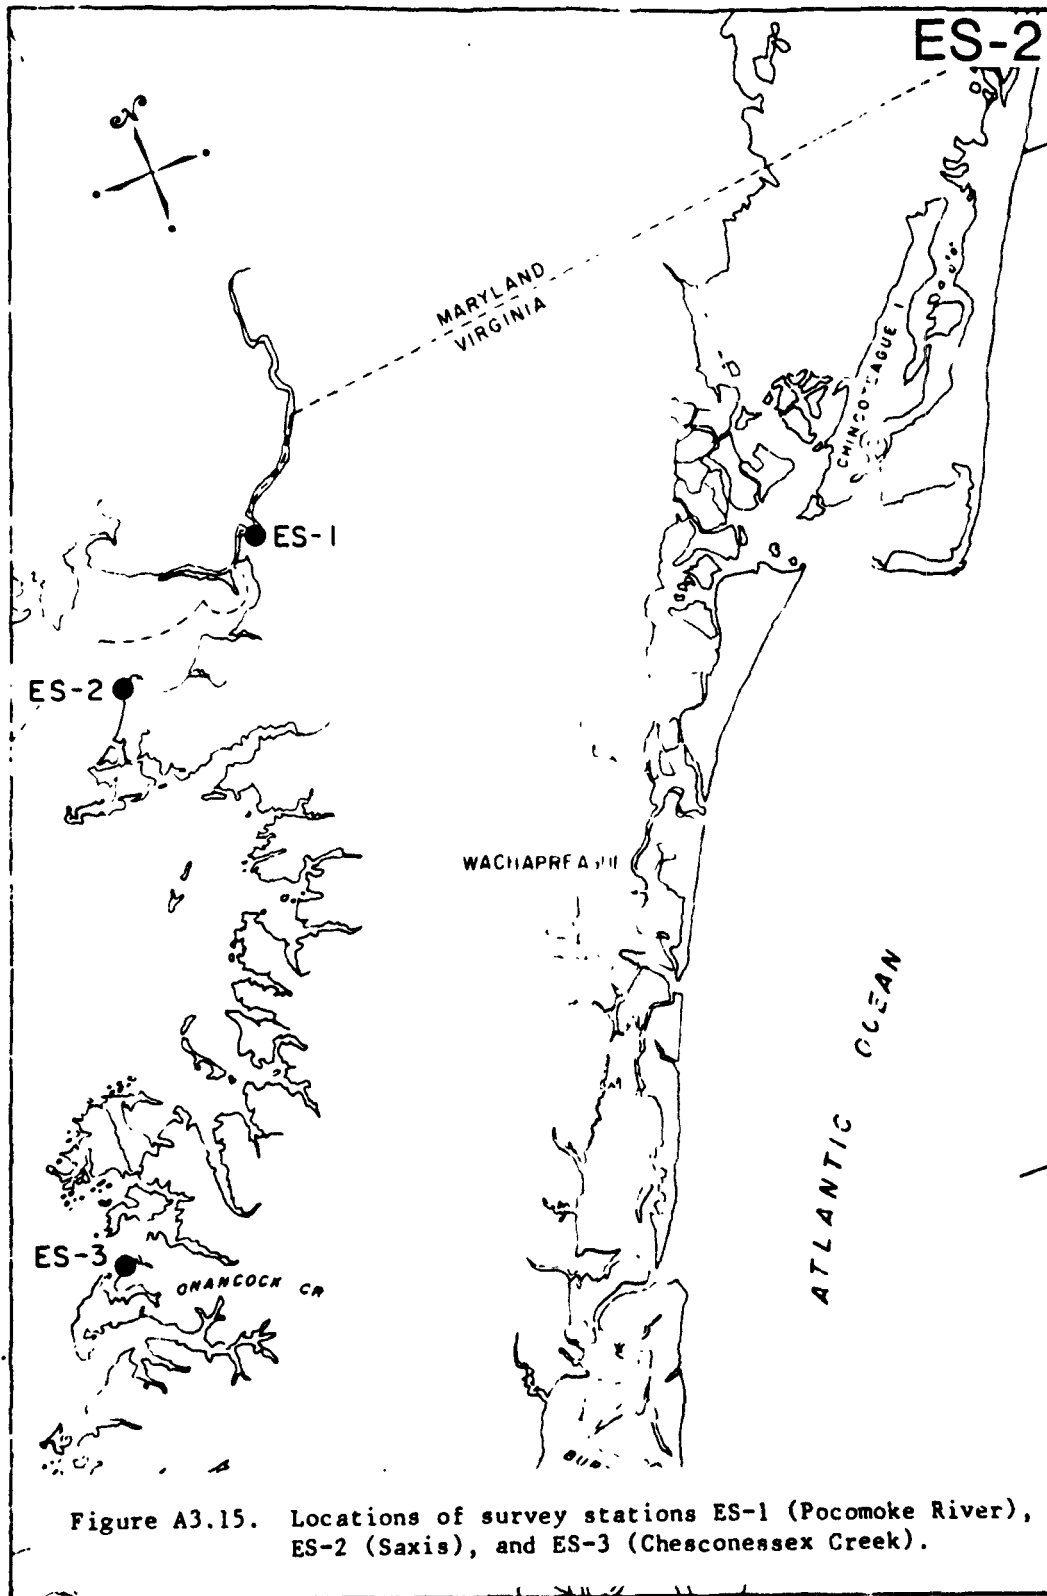 ES-2
N
MARYLAND
VIRGINIA
CHINCOTEAGUE I
ES-1
ES-2
ATLANTIC OCEAN
ES-3
ONANCOCK CR
Figure A3.15. Locations of survey stations ES-1 (Pocomoke River),
ES-2 (Saxis), and ES-3 (Chesconessex Creek).